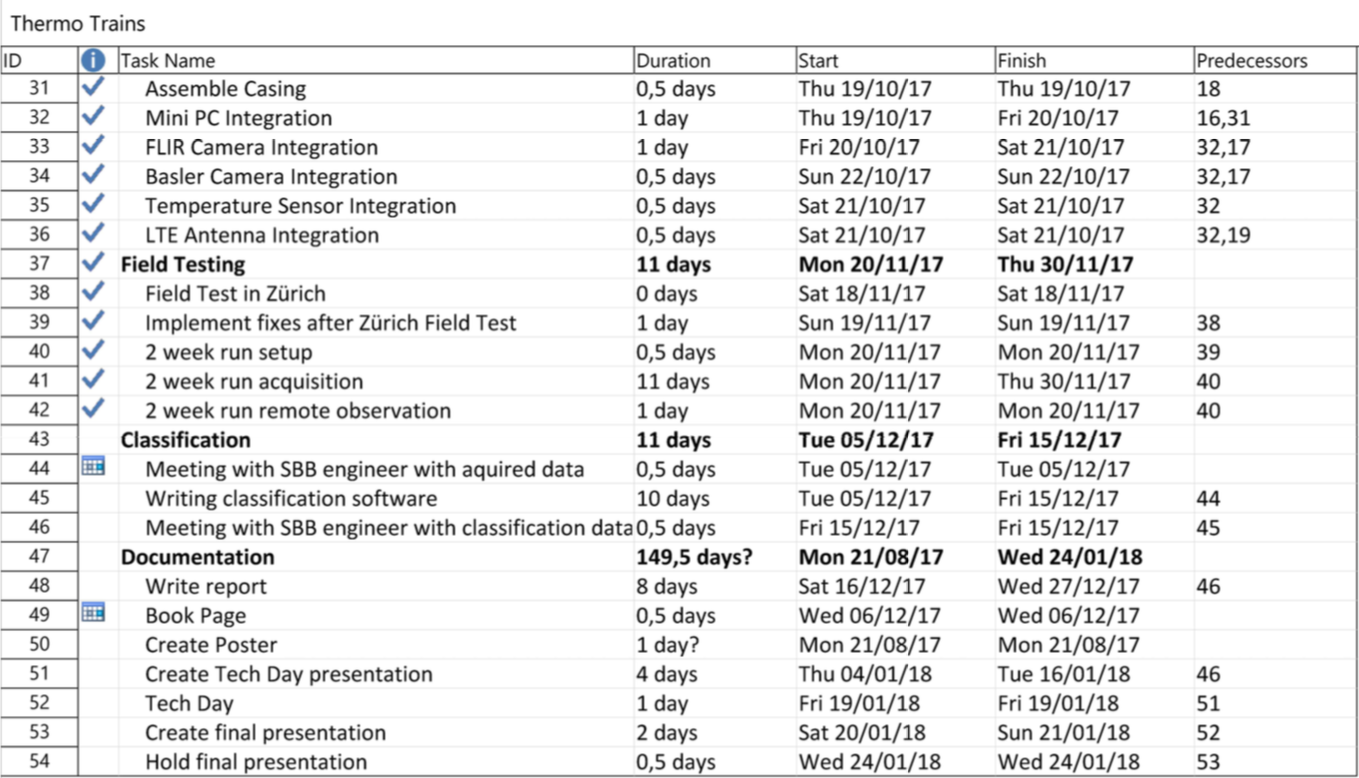 Thermo Trains
ID Task Name Duration Start Finish Predecessors
31 Assemble Casing 0,5 days Thu 19/10/17 Thu 19/10/17 18
32 Mini PC Integration 1 day Thu 19/10/17 Fri 20/10/17 16,31
33 FLIR Camera Integration 1 day Fri 20/10/17 Sat 21/10/17 32,17
34 Basler Camera Integration 0,5 days Sun 22/10/17 Sun 22/10/17 32,17
35 Temperature Sensor Integration 0,5 days Sat 21/10/17 Sat 21/10/17 32
36 LTE Antenna Integration 0,5 days Sat 21/10/17 Sat 21/10/17 32,19
37 Field Testing 11 days Mon 20/11/17 Thu 30/11/17
38 Field Test in Zürich 0 days Sat 18/11/17 Sat 18/11/17
39 Implement fixes after Zürich Field Test 1 day Sun 19/11/17 Sun 19/11/17 38
40 2 week run setup 0,5 days Mon 20/11/17 Mon 20/11/17 39
41 2 week run acquisition 11 days Mon 20/11/17 Thu 30/11/17 40
42 2 week run remote observation 1 day Mon 20/11/17 Mon 20/11/17 40
43 Classification 11 days Tue 05/12/17 Fri 15/12/17
44 Meeting with SBB engineer with aquired data 0,5 days Tue 05/12/17 Tue 05/12/17
45 Writing classification software 10 days Tue 05/12/17 Fri 15/12/17 44
46 Meeting with SBB engineer with classification data 0,5 days Fri 15/12/17 Fri 15/12/17 45
47 Documentation 149,5 days? Mon 21/08/17 Wed 24/01/18
48 Write report 8 days Sat 16/12/17 Wed 27/12/17 46
49 Book Page 0,5 days Wed 06/12/17 Wed 06/12/17
50 Create Poster 1 day? Mon 21/08/17 Mon 21/08/17
51 Create Tech Day presentation 4 days Thu 04/01/18 Tue 16/01/18 46
52 Tech Day 1 day Fri 19/01/18 Fri 19/01/18 51
53 Create final presentation 2 days Sat 20/01/18 Sun 21/01/18 52
54 Hold final presentation 0,5 days Wed 24/01/18 Wed 24/01/18 53